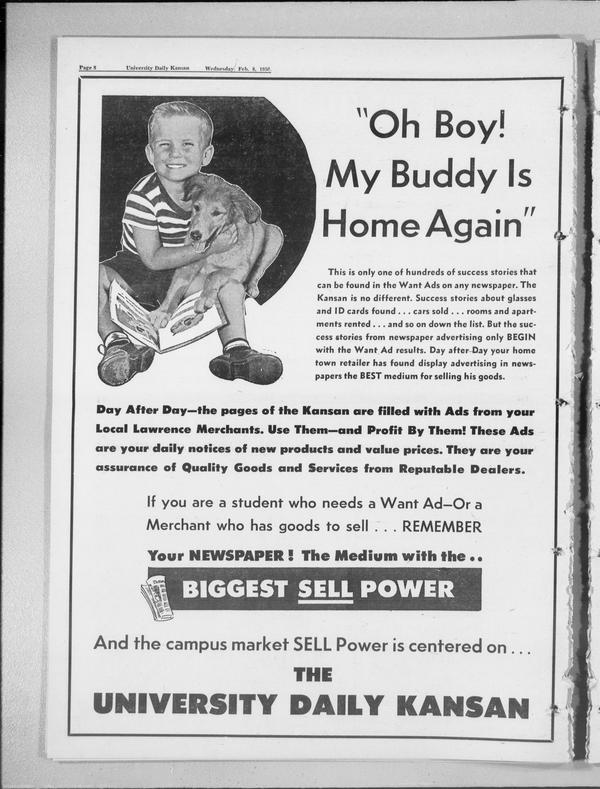 Page 8 University Daily Kansan Wednesday, Feb. 8, 1950.
"Oh Boy!
My Buddy Is
Home Again"
This is only one of hundreds of success stories that
can be found in the Want Ads on any newspaper. The
Kansan is no different. Success stories about glasses
and ID cards found . . . cars sold . . . rooms and apart-
ments rented . . . and so on down the list. But the suc-
cess stories from newspaper advertising only BEGIN
with the Want Ad results. Day after Day your home
town retailer has found display advertising in news-
papers the BEST medium for selling his goods.
Day After Day—the pages of the Kansan are filled with Ads from your
Local Lawrence Merchants. Use Them—and Profit By Them! These Ads
are your daily notices of new products and value prices. They are your
assurance of Quality Goods and Services from Reputable Dealers.
If you are a student who needs a Want Ad—Or a
Merchant who has goods to sell . . . REMEMBER
Your NEWSPAPER ! The Medium with the . .
BIGGEST SELL POWER
And the campus market SELL Power is centered on . . .
THE
UNIVERSITY DAILY KANSAN